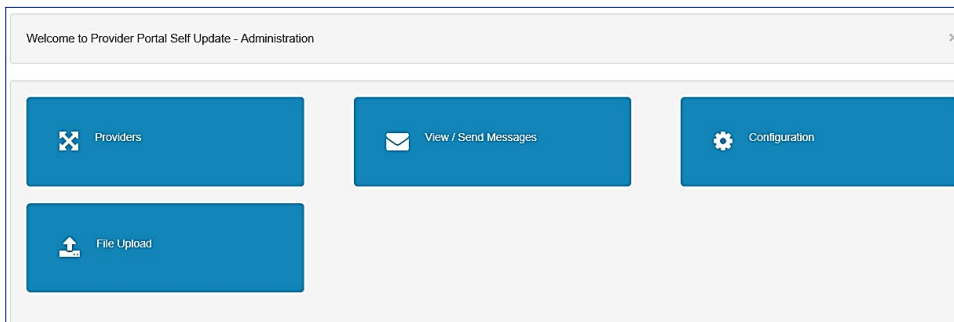 Welcome to Provider Portal Self Update - Administration
Providers
View / Send Messages
Configuration
File Upload